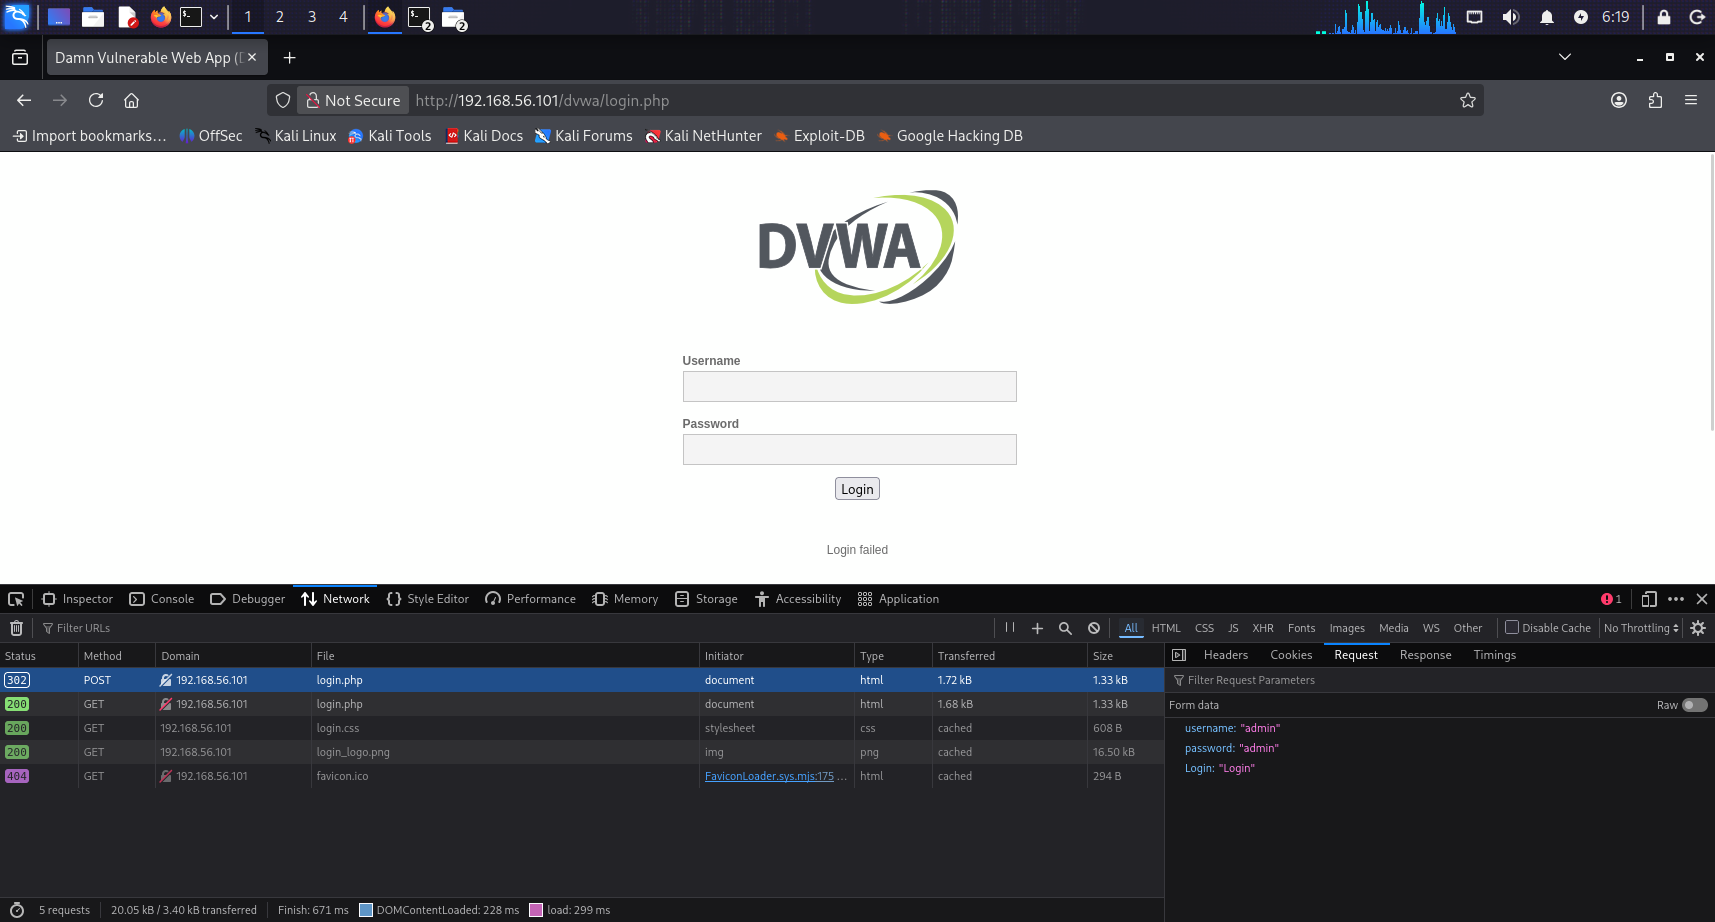 1 2 3 4 2 2 6:19
Damn Vulnerable Web App (D
Not Secure http://192.168.56.101/dvwa/login.php
Import bookmarks... OffSec Kali Linux Kali Tools Kali Docs Kali Forums Kali NetHunter Exploit-DB Google Hacking DB
DVWA
Username
Password
Login
Login failed
Inspector Console Debugger Network Style Editor Performance Memory Storage Accessibility Application 1
Filter URLs All HTML CSS JS XHR Fonts Images Media WS Other Disable Cache No Throttling
Status Method Domain File Initiator Type Transferred Size
302 POST 192.168.56.101 login.php document html 1.72 kB 1.33 kB
200 GET 192.168.56.101 login.php document html 1.68 kB 1.33 kB
200 GET 192.168.56.101 login.css stylesheet css cached 608 B
200 GET 192.168.56.101 login_logo.png img png cached 16.50 kB
404 GET 192.168.56.101 favicon.ico FaviconLoader.sys.mjs:175 ... html cached 294 B
Headers Cookies Request Response Timings
Filter Request Parameters
Form data Raw
username: "admin"
password: "admin"
Login: "Login"
5 requests 20.05 kB / 3.40 kB transferred Finish: 671 ms DOMContentLoaded: 228 ms load: 299 ms